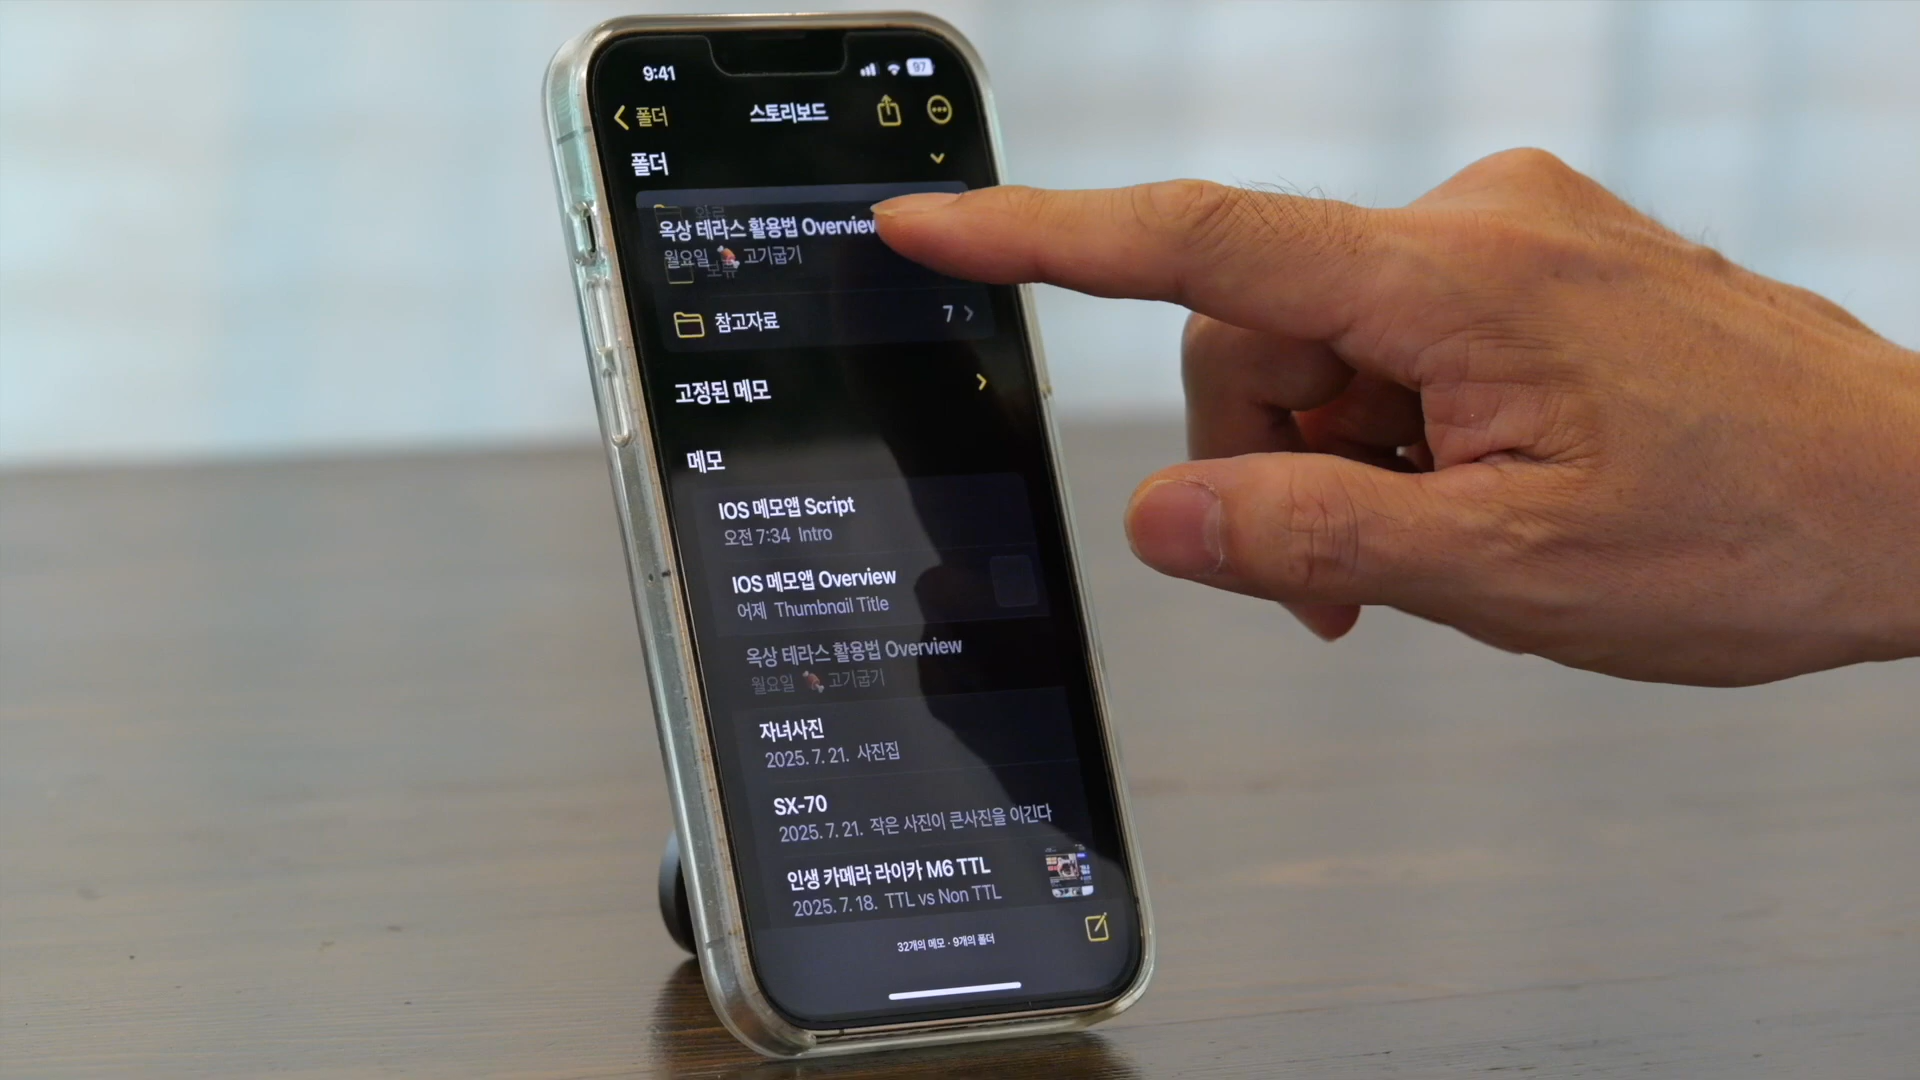 9:41
97
폴더
스토리보드
폴더
완료
옥상 테라스 활용법 Overview
월요일 🍖 고기굽기
보류
참고자료
7
고정된 메모
메모
IOS 메모앱 Script
오전 7:34 Intro
IOS 메모앱 Overview
어제 Thumbnail Title
옥상 테라스 활용법 Overview
월요일 🍖 고기굽기
자녀사진
2025. 7. 21. 사진집
SX-70
2025. 7. 21. 작은 사진이 큰사진을 이긴다
인생 카메라 라이카 M6 TTL
2025. 7. 18. TTL vs Non TTL
32개의 메모 · 9개의 폴더